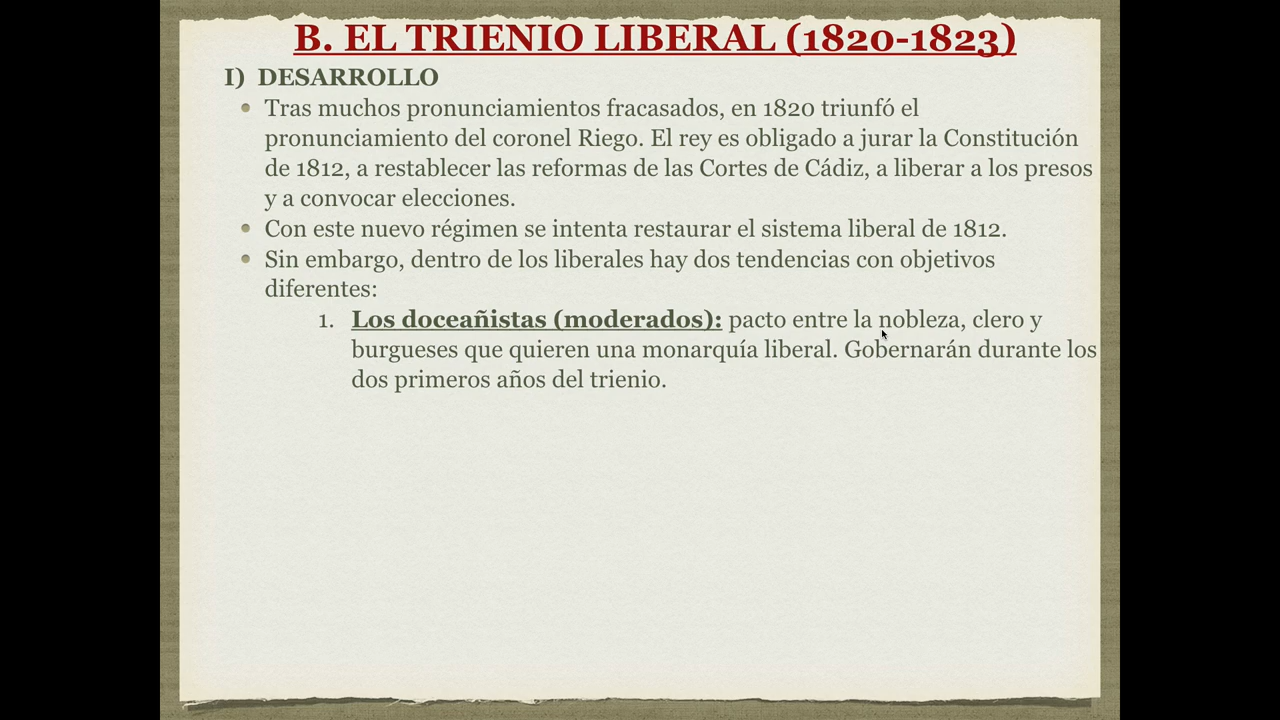 B. EL TRIENIO LIBERAL (1820-1823)
I) DESARROLLO
• Tras muchos pronunciamientos fracasados, en 1820 triunfó el
pronunciamiento del coronel Riego. El rey es obligado a jurar la Constitución
de 1812, a restablecer las reformas de las Cortes de Cádiz, a liberar a los presos
y a convocar elecciones.
• Con este nuevo régimen se intenta restaurar el sistema liberal de 1812.
• Sin embargo, dentro de los liberales hay dos tendencias con objetivos
diferentes:
1. Los doceañistas (moderados): pacto entre la nobleza, clero y
burgueses que quieren una monarquía liberal. Gobernarán durante los
dos primeros años del trienio.